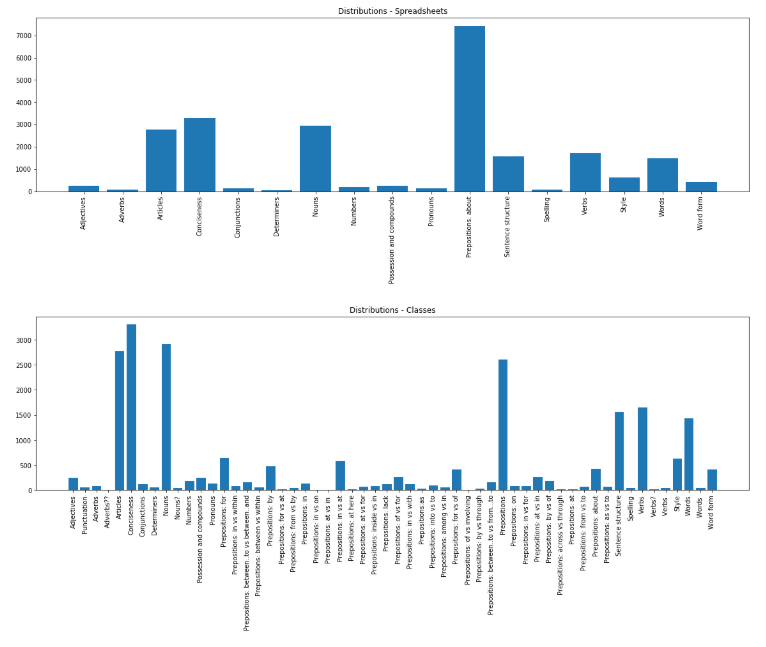 Distributions - Spreadsheets
7000
6000
5000
4000
3000
2000
1000
0
Adjectives
Adverbs
Articles
Conciseness
Conjunctions
Determiners
Nouns
Numbers
Possession and compounds
Pronouns
Prepositions: about
Sentence structure
Spelling
Verbs
Style
Words
Word form
Distributions - Classes
3000
2500
2000
1500
1000
500
0
Adjectives
Punctuation
Adverbs
Adverbs??
Articles
Conciseness
Conjunctions
Determiners
Nouns
Nouns?
Numbers
Possession and compounds
Pronouns
Prepositions: for
Prepositions: in vs within
Prepositions: between..to vs between..and
Prepositions: between vs within
Prepositions: by
Prepositions: for vs at
Prepositions: from vs by
Prepositions: in
Prepositions: in vs on
Prepositions: at vs in
Prepositions: in vs at
Prepositions: at here
Prepositions: at vs for
Prepositions: inside vs in
Prepositions: lack
Prepositions: of vs for
Prepositions: in vs with
Prepositions: as
Prepositions: into vs to
Prepositions: among vs in
Prepositions: for vs of
Prepositions: of vs involving
Prepositions: by vs through
Prepositions: between..to vs from...to
Prepositions
Prepositions: on
Prepositions: in vs for
Prepositions: at vs in
Prepositions: by vs of
Prepositions: across vs through
Prepositions: at
Prepositions: from vs to
Prepositions: about
Prepositions: as vs to
Sentence structure
Spelling
Verbs
Verbs?
Verbs
Style
Words
Words
Word form